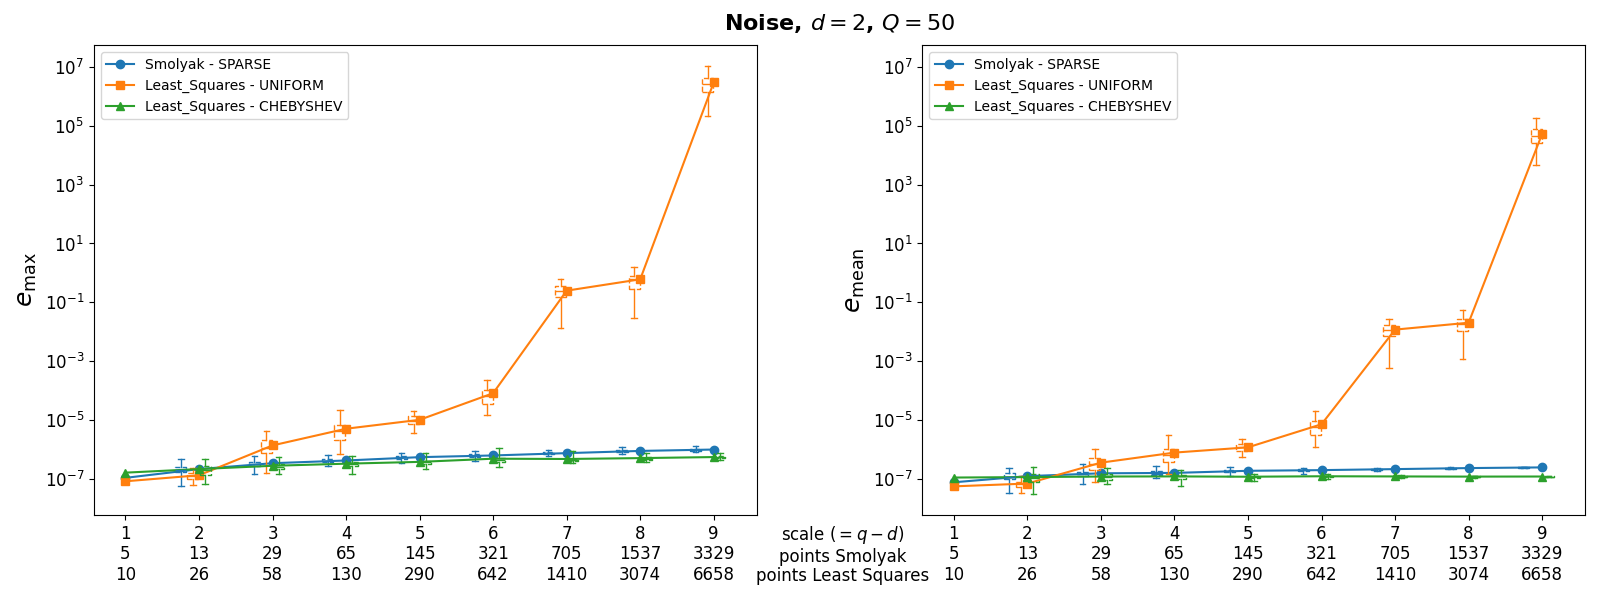 Noise, d = 2, Q = 50
Smolyak - SPARSE
Least_Squares - UNIFORM
Least_Squares - CHEBYSHEV
10^7
10^5
10^3
10^1
10^−1
10^−3
10^−5
10^−7
e_max
1 2 3 4 5 6 7 8 9
5 13 29 65 145 321 705 1537 3329
10 26 58 130 290 642 1410 3074 6658
scale (= q − d)
points Smolyak
points Least Squares
Smolyak - SPARSE
Least_Squares - UNIFORM
Least_Squares - CHEBYSHEV
10^7
10^5
10^3
10^1
10^−1
10^−3
10^−5
10^−7
e_mean
1 2 3 4 5 6 7 8 9
5 13 29 65 145 321 705 1537 3329
10 26 58 130 290 642 1410 3074 6658